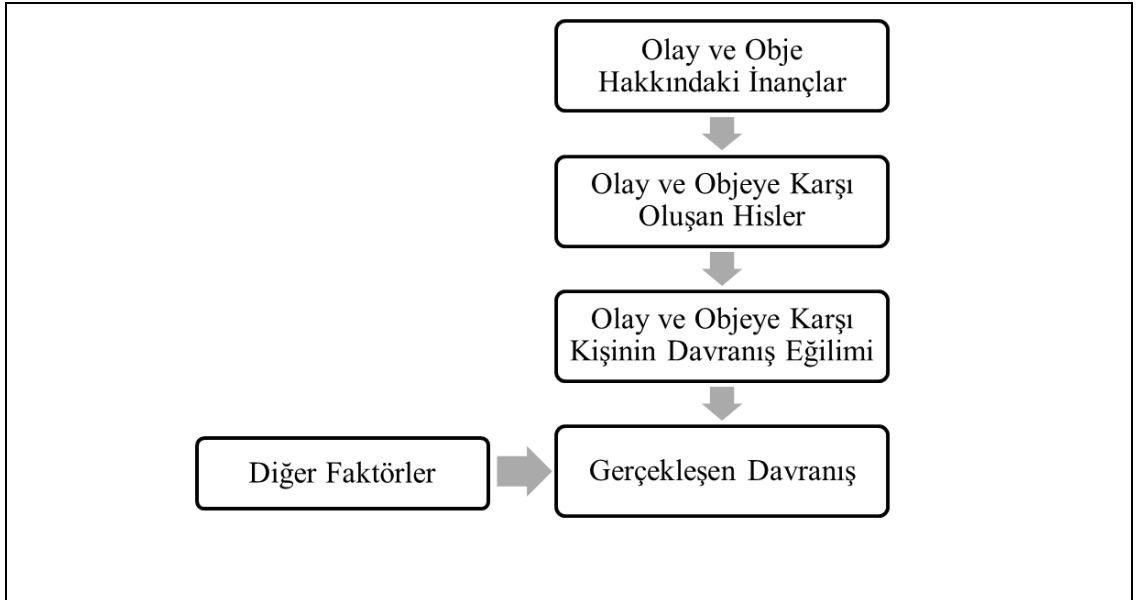 Olay ve Obje
Hakkındaki İnançlar
Olay ve Objeye Karşı
Oluşan Hisler
Olay ve Objeye Karşı
Kişinin Davranış Eğilimi
Diğer Faktörler
Gerçekleşen Davranış